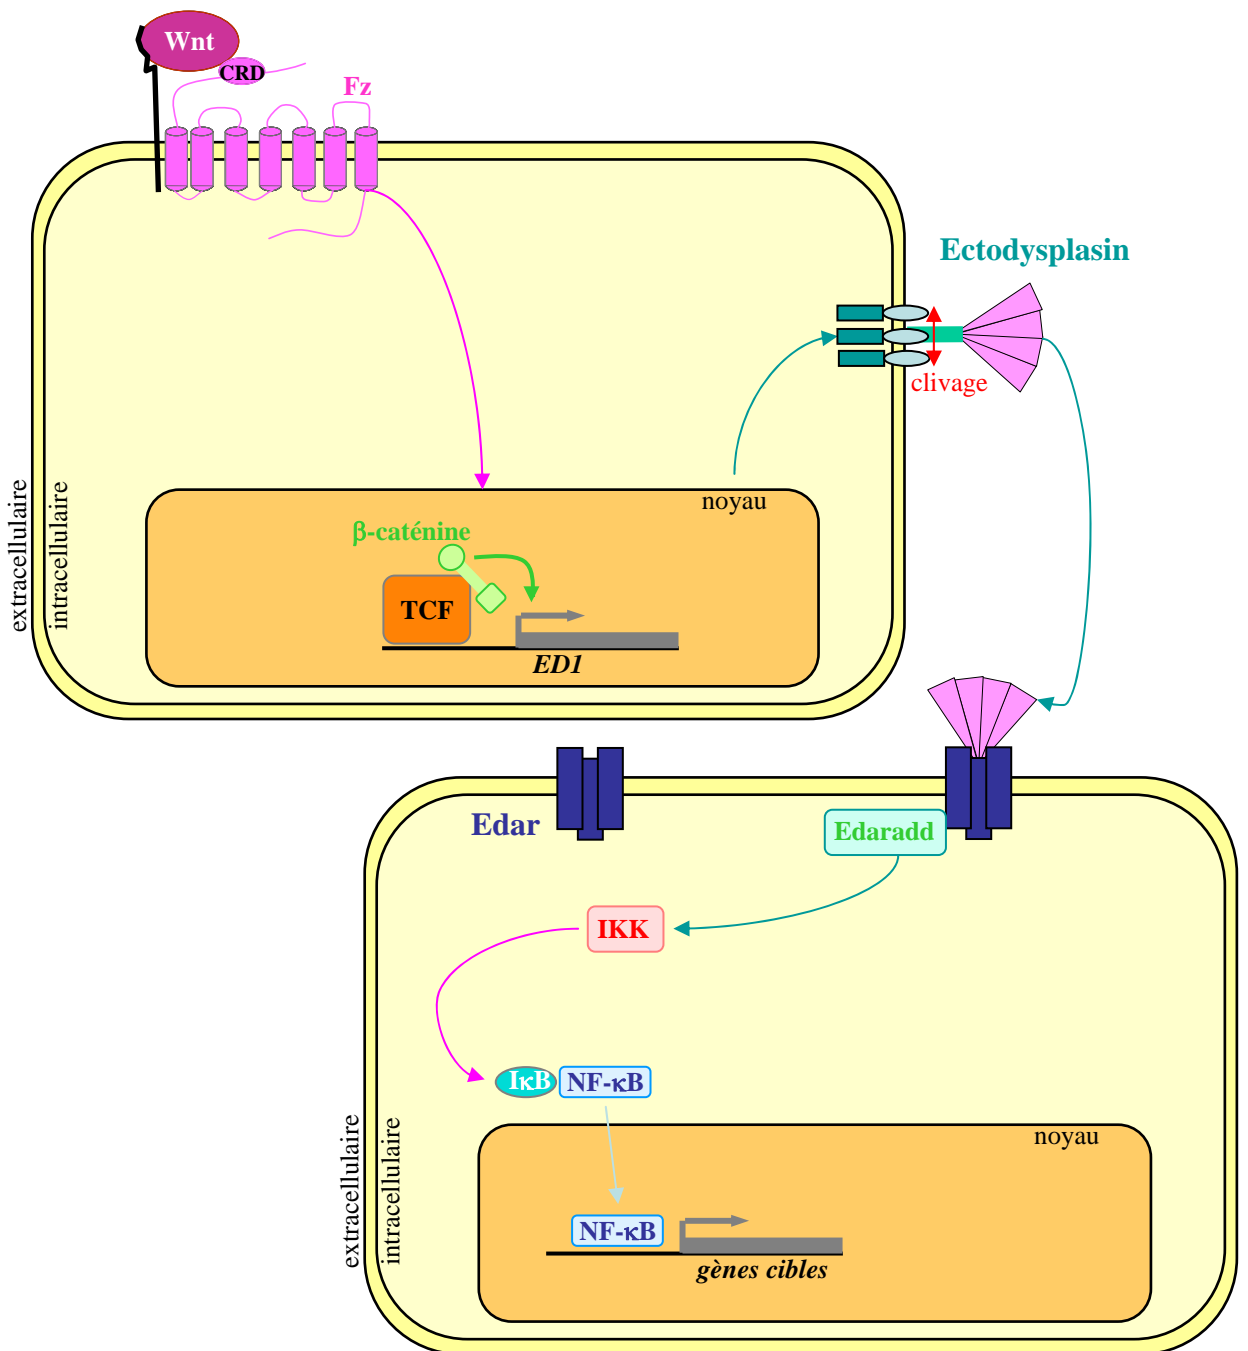 Wnt
CRD
Fz
Ectodysplasin
clivage
extracellulaire
intracellulaire
noyau
β-caténine
TCF
ED1
Edar
Edaradd
IKK
IκB
NF-κB
extracellulaire
intracellulaire
noyau
NF-κB
gènes cibles